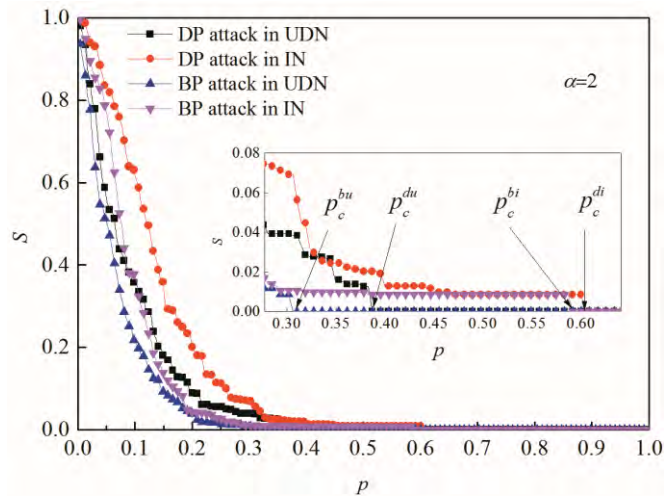 1.0
0.8
0.6
0.4
0.2
0.0
S
DP attack in UDN
DP attack in IN
BP attack in UDN
BP attack in IN
α=2
0.08
0.06
0.04
0.02
0.00
s
p_c^{bu}
p_c^{du}
p_c^{bi}
p_c^{di}
0.30 0.35 0.40 0.45 0.50 0.55 0.60
p
0.0 0.1 0.2 0.3 0.4 0.5 0.6 0.7 0.8 0.9 1.0
p